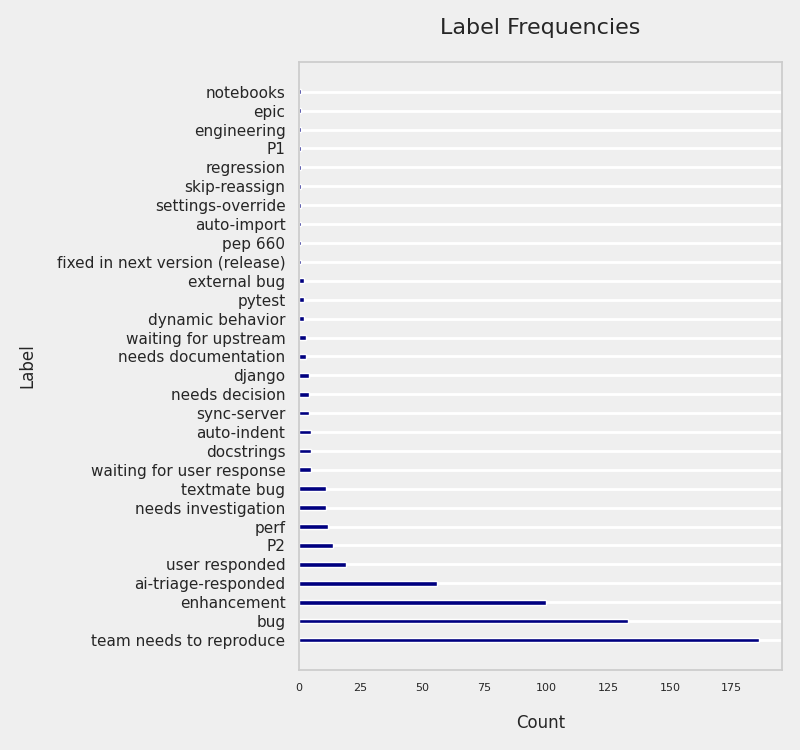 Label Frequencies
notebooks
epic
engineering
P1
regression
skip-reassign
settings-override
auto-import
pep 660
fixed in next version (release)
external bug
pytest
dynamic behavior
waiting for upstream
needs documentation
django
needs decision
sync-server
auto-indent
docstrings
waiting for user response
textmate bug
needs investigation
perf
P2
user responded
ai-triage-responded
enhancement
bug
team needs to reproduce
Label
0 25 50 75 100 125 150 175
Count